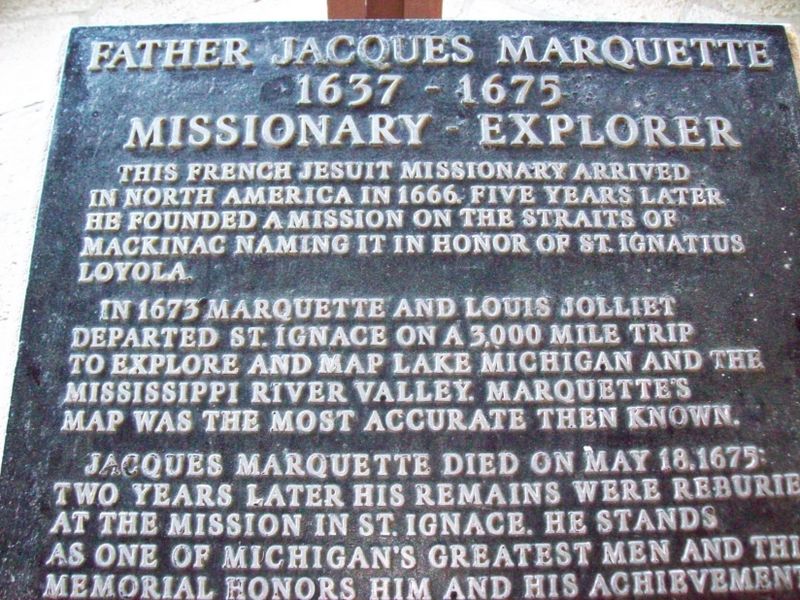 FATHER JACQUES MARQUETTE
1637 - 1675
MISSIONARY - EXPLORER
THIS FRENCH JESUIT MISSIONARY ARRIVED
IN NORTH AMERICA IN 1666. FIVE YEARS LATER
HE FOUNDED A MISSION ON THE STRAITS OF
MACKINAC NAMING IT IN HONOR OF ST. IGNATIUS
LOYOLA.
IN 1673 MARQUETTE AND LOUIS JOLLIET
DEPARTED ST. IGNACE ON A 3,000 MILE TRIP
TO EXPLORE AND MAP LAKE MICHIGAN AND THE
MISSISSIPPI RIVER VALLEY. MARQUETTE'S
MAP WAS THE MOST ACCURATE THEN KNOWN.
JACQUES MARQUETTE DIED ON MAY 18, 1675;
TWO YEARS LATER HIS REMAINS WERE REBURIE
AT THE MISSION IN ST. IGNACE. HE STANDS
AS ONE OF MICHIGAN'S GREATEST MEN AND THI
MEMORIAL HONORS HIM AND HIS ACHIEVEMENT